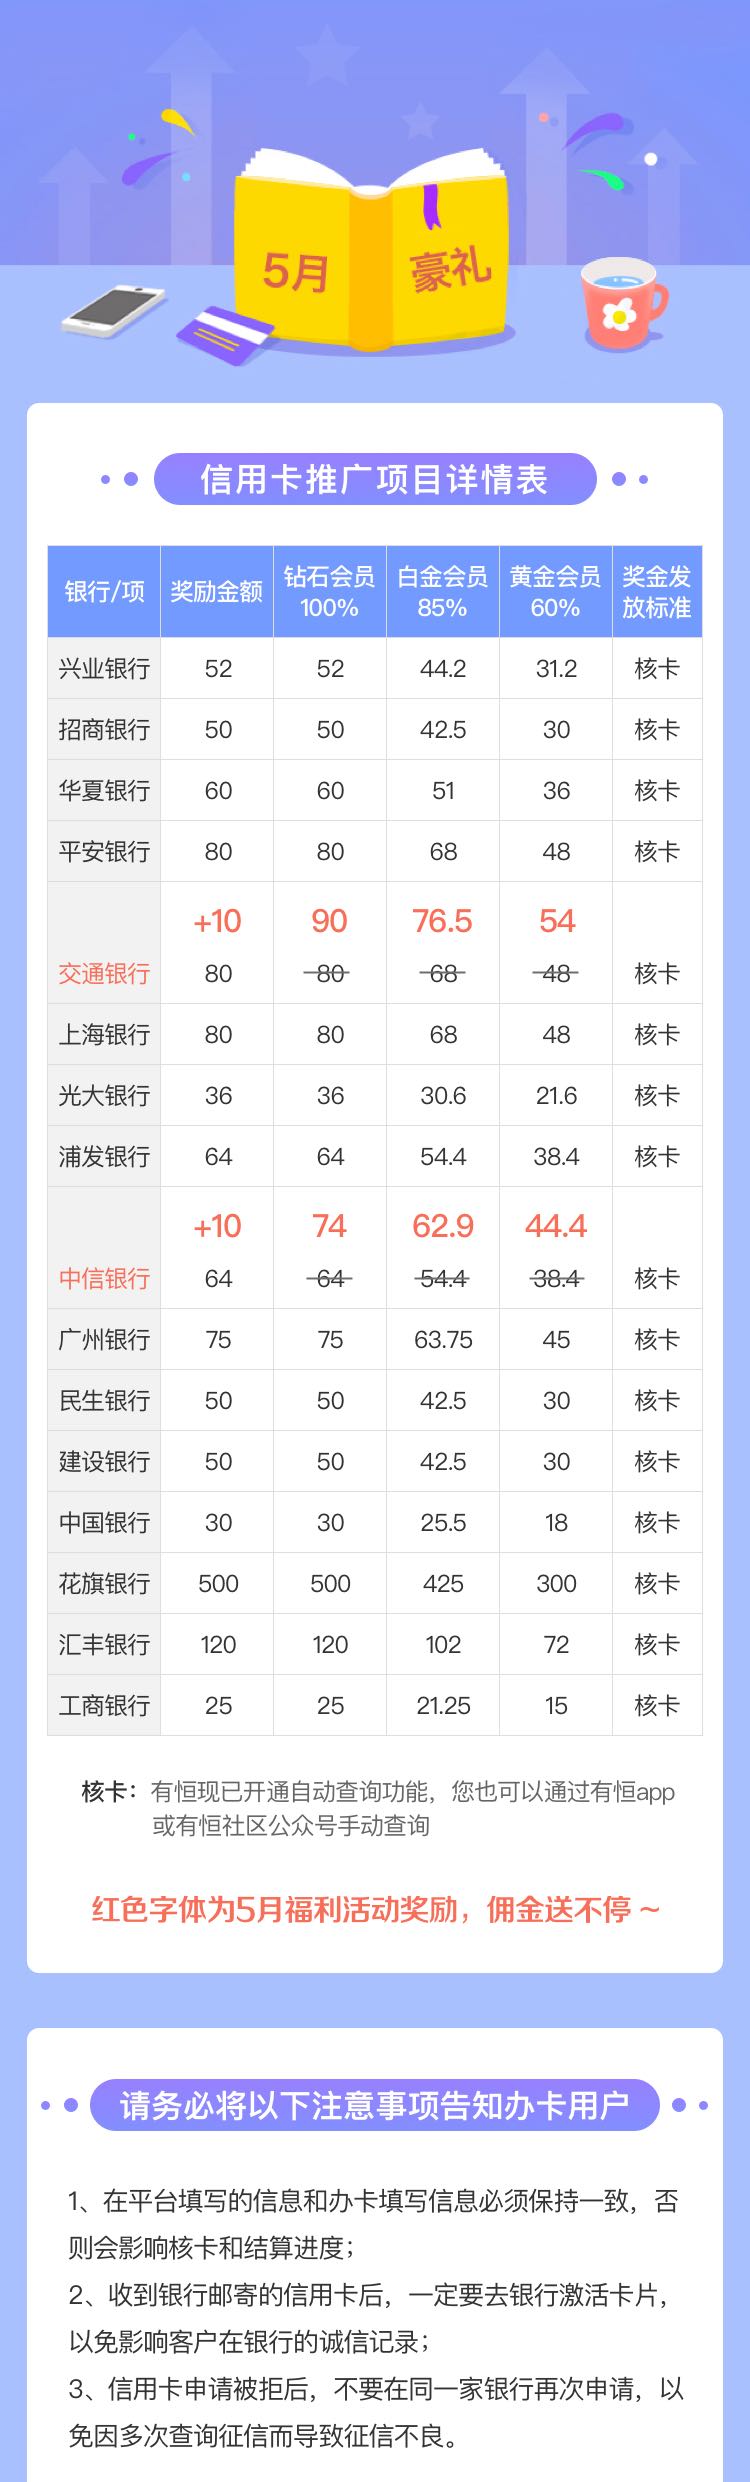 5月 豪礼
信用卡推广项目详情表
银行/项 奖励金额 钻石会员 100% 白金会员 85% 黄金会员 60% 奖金发放标准
兴业银行 52 52 44.2 31.2 核卡
招商银行 50 50 42.5 30 核卡
华夏银行 60 60 51 36 核卡
平安银行 80 80 68 48 核卡
+10 90 76.5 54
交通银行 80 80 68 48 核卡
上海银行 80 80 68 48 核卡
光大银行 36 36 30.6 21.6 核卡
浦发银行 64 64 54.4 38.4 核卡
+10 74 62.9 44.4
中信银行 64 64 54.4 38.4 核卡
广州银行 75 75 63.75 45 核卡
民生银行 50 50 42.5 30 核卡
建设银行 50 50 42.5 30 核卡
中国银行 30 30 25.5 18 核卡
花旗银行 500 500 425 300 核卡
汇丰银行 120 120 102 72 核卡
工商银行 25 25 21.25 15 核卡
核卡：有恒现已开通自动查询功能，您也可以通过有恒app
或有恒社区公众号手动查询
红色字体为5月福利活动奖励，佣金送不停~
请务必将以下注意事项告知办卡用户
1、在平台填写的信息和办卡填写信息必须保持一致，否
则会影响核卡和结算进度；
2、收到银行邮寄的信用卡后，一定要去银行激活卡片，
以免影响客户在银行的诚信记录；
3、信用卡申请被拒后，不要在同一家银行再次申请，以
免因多次查询征信而导致征信不良。